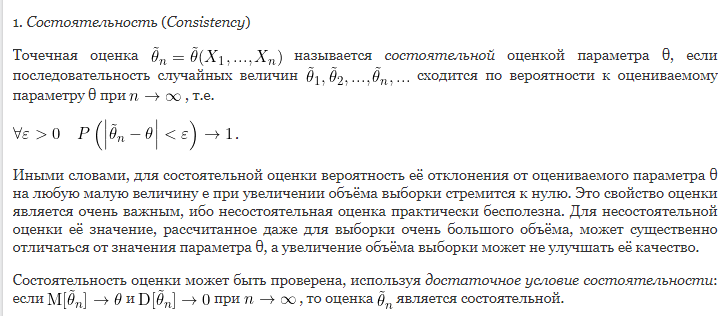 1. Состоятельность (Consistency)
Точечная оценка θ̃ₙ = θ̃(X₁,...,Xₙ) называется состоятельной оценкой параметра θ, если
последовательность случайных величин θ̃₁, θ̃₂, ..., θ̃ₙ, ... сходится по вероятности к оцениваемому
параметру θ при n → ∞ , т.е.
∀ε > 0 P(|θ̃ₙ − θ| < ε) → 1.
Иными словами, для состоятельной оценки вероятность её отклонения от оцениваемого параметра θ
на любую малую величину e при увеличении объёма выборки стремится к нулю. Это свойство оценки
является очень важным, ибо несостоятельная оценка практически бесполезна. Для несостоятельной
оценки её значение, рассчитанное даже для выборки очень большого объёма, может существенно
отличаться от значения параметра θ, а увеличение объёма выборки может не улучшать её качество.
Состоятельность оценки может быть проверена, используя достаточное условие состоятельности:
если M[θ̃ₙ] → θ и D[θ̃ₙ] → 0 при n → ∞ , то оценка θ̃ₙ является состоятельной.